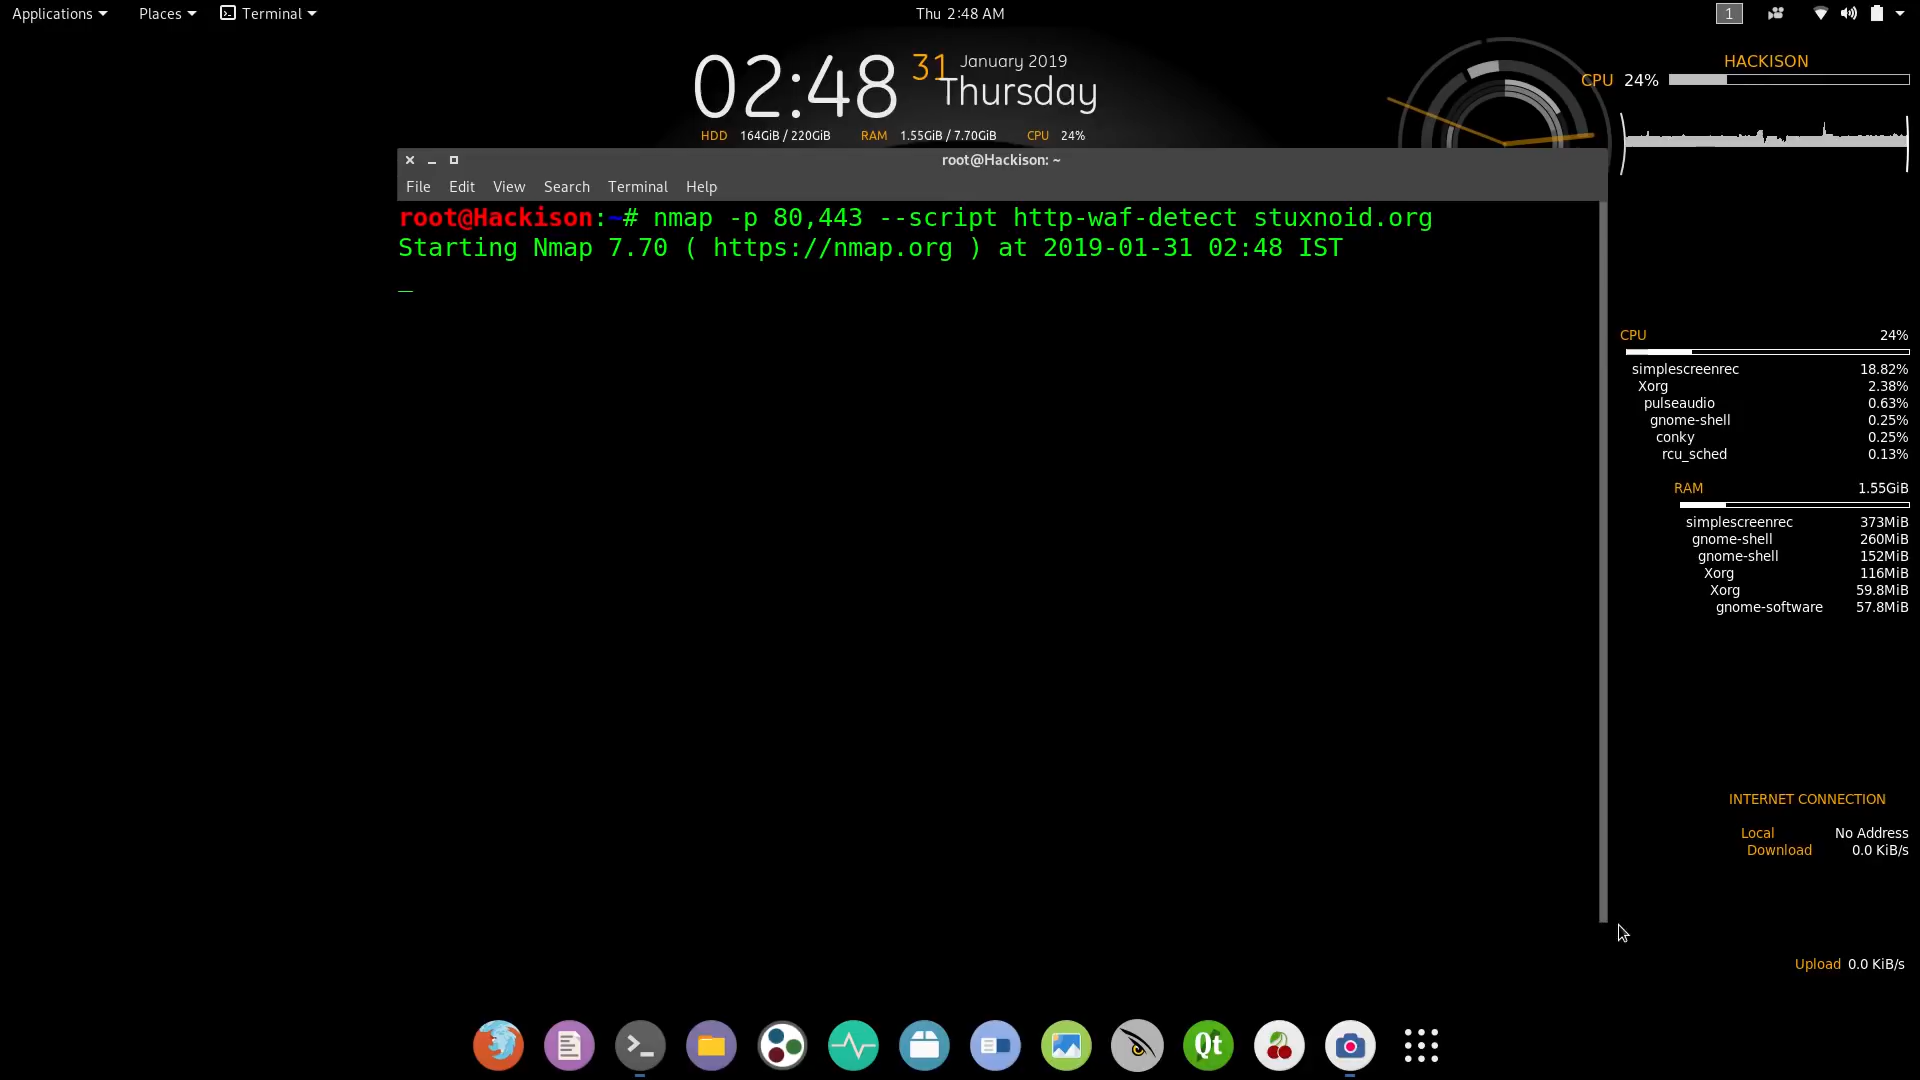 Applications Places Terminal Thu 2:48 AM 1
02:48 31 January 2019
Thursday
HDD 164GiB / 220GiB RAM 1.55GiB / 7.70GiB CPU 24%
HACKISON
CPU 24%
root@Hackison: ~
File Edit View Search Terminal Help
root@Hackison:~# nmap -p 80,443 --script http-waf-detect stuxnoid.org
Starting Nmap 7.70 ( https://nmap.org ) at 2019-01-31 02:48 IST
_
CPU 24%
simplescreenrec 18.82%
Xorg 2.38%
pulseaudio 0.63%
gnome-shell 0.25%
conky 0.25%
rcu_sched 0.13%
RAM 1.55GiB
simplescreenrec 373MiB
gnome-shell 260MiB
gnome-shell 152MiB
Xorg 116MiB
Xorg 59.8MiB
gnome-software 57.8MiB
INTERNET CONNECTION
Local No Address
Download 0.0 KiB/s
Upload 0.0 KiB/s
Qt